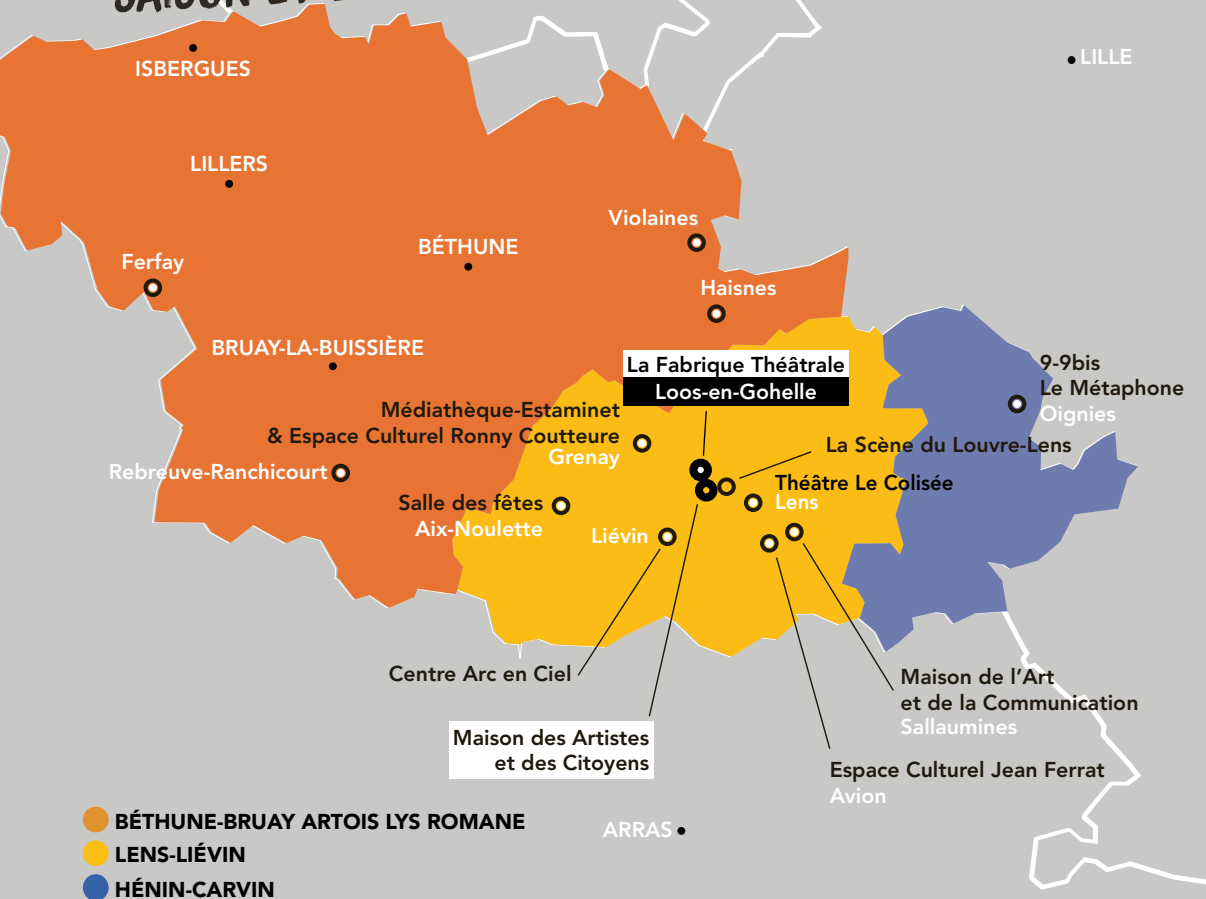 ISBERGUES
LILLE
LILLERS
Violaines
BÉTHUNE
Ferfay
Haisnes
BRUAY-LA-BUISSIÈRE
La Fabrique Théâtrale
Loos-en-Gohelle
9-9bis
Le Métaphone
Oignies
Médiathèque-Estaminet
& Espace Culturel Ronny Coutteure
Grenay
La Scène du Louvre-Lens
Rebreuve-Ranchicourt
Théâtre Le Colisée
Lens
Salle des fêtes
Aix-Noulette
Liévin
Centre Arc en Ciel
Maison de l'Art
et de la Communication
Sallaumines
Maison des Artistes
et des Citoyens
Espace Culturel Jean Ferrat
Avion
ARRAS
BÉTHUNE-BRUAY ARTOIS LYS ROMANE
LENS-LIÉVIN
HÉNIN-CARVIN